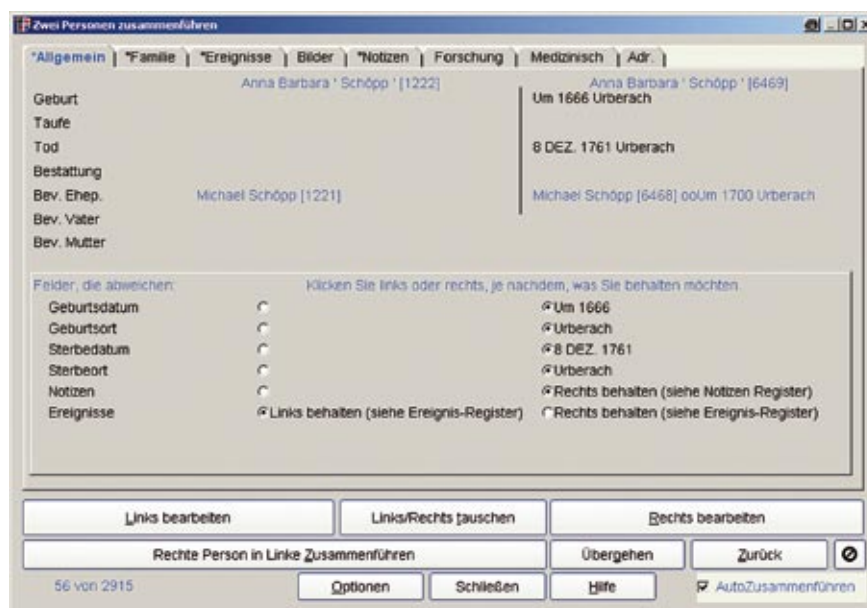 Zwei Personen zusammenführen
*Allgemein *Familie *Ereignisse Bilder *Notizen Forschung Medizinisch Adr.
Anna Barbara ' Schöpp ' [1222] Anna Barbara ' Schöpp ' [6469]
Geburt Um 1666 Urberach
Taufe
Tod 8 DEZ. 1761 Urberach
Bestattung
Bev. Ehep. Michael Schöpp [1221] Michael Schöpp [6468] ooUm 1700 Urberach
Bev. Vater
Bev. Mutter
Felder, die abweichen: Klicken Sie links oder rechts, je nachdem, was Sie behalten möchten.
Geburtsdatum Um 1666
Geburtsort Urberach
Sterbedatum 8 DEZ. 1761
Sterbeort Urberach
Notizen Rechts behalten (siehe Notizen Register)
Ereignisse Links behalten (siehe Ereignis-Register) Rechts behalten (siehe Ereignis-Register)
Links bearbeiten Links/Rechts tauschen Rechts bearbeiten
Rechte Person in Linke Zusammenführen Übergehen Zurück
56 von 2915 Optionen Schließen Hilfe AutoZusammenführen